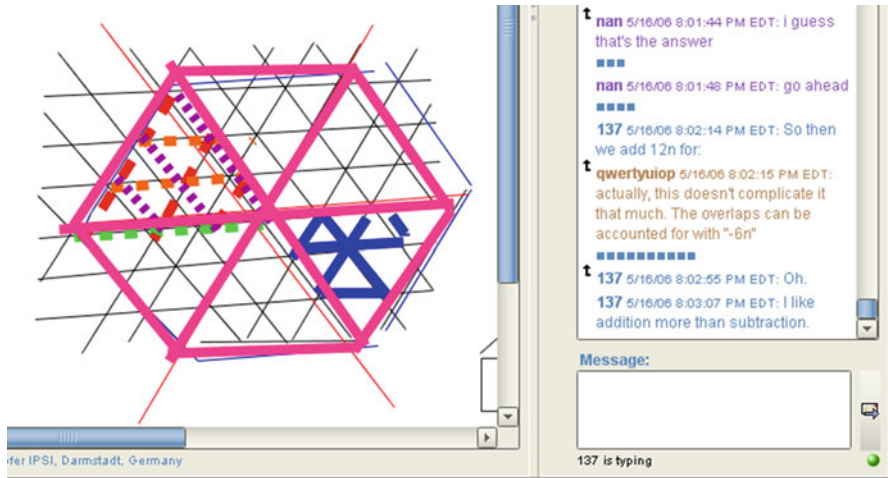 nan 5/16/06 8:01:44 PM EDT: i guess
that's the answer
nan 5/16/06 8:01:48 PM EDT: go ahead
137 5/16/06 8:02:14 PM EDT: So then
we add 12n for:
qwertyuiop 5/16/06 8:02:15 PM EDT:
actually, this doesn't complicate it
that much. The overlaps can be
accounted for with "-6n"
137 5/16/06 8:02:55 PM EDT: Oh.
137 5/16/06 8:03:07 PM EDT: I like
addition more than subtraction.
Message:
fer IPSI, Darmstadt, Germany
137 is typing